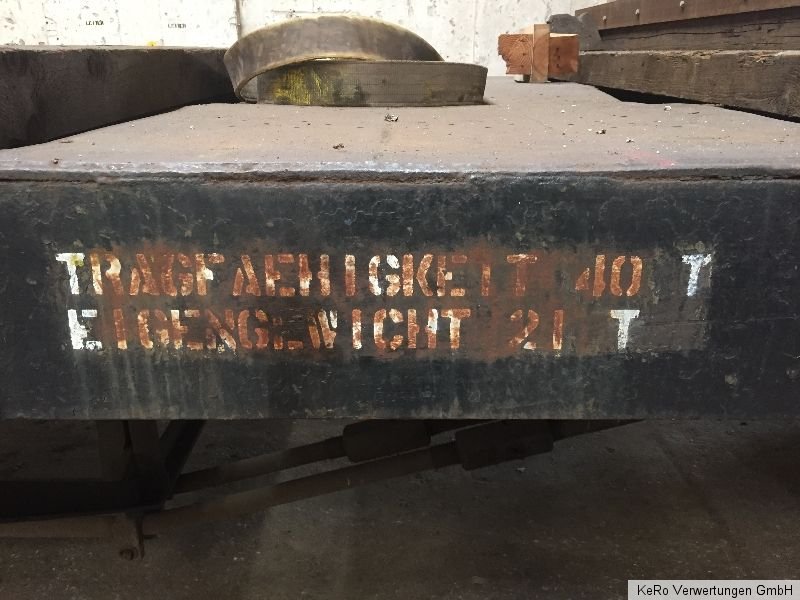 TRAGFAEHIGKEIT 40 T
EIGENGEWICHT 21 T
KeRo Verwertungen GmbH